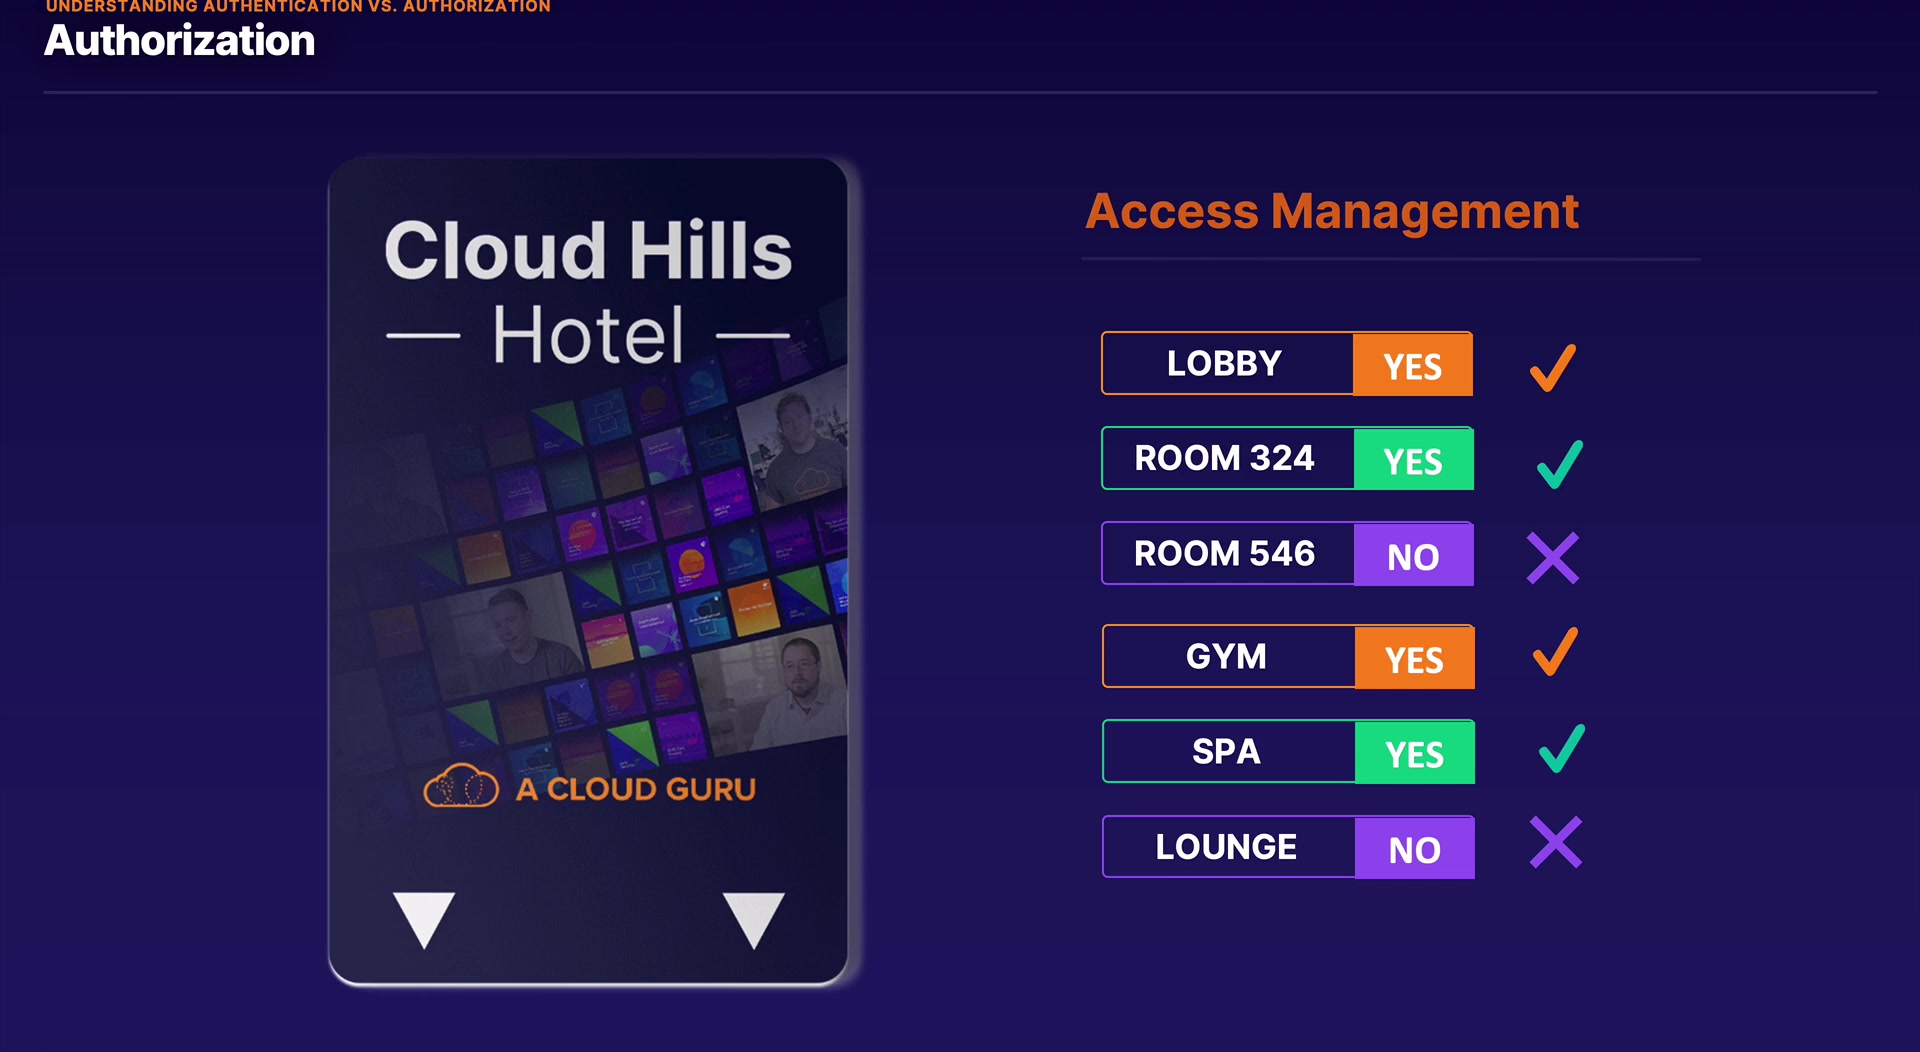 UNDERSTANDING AUTHENTICATION VS. AUTHORIZATION
Authorization
Cloud Hills
Hotel
A CLOUD GURU
Access Management
LOBBY YES
ROOM 324 YES
ROOM 546 NO
GYM YES
SPA YES
LOUNGE NO